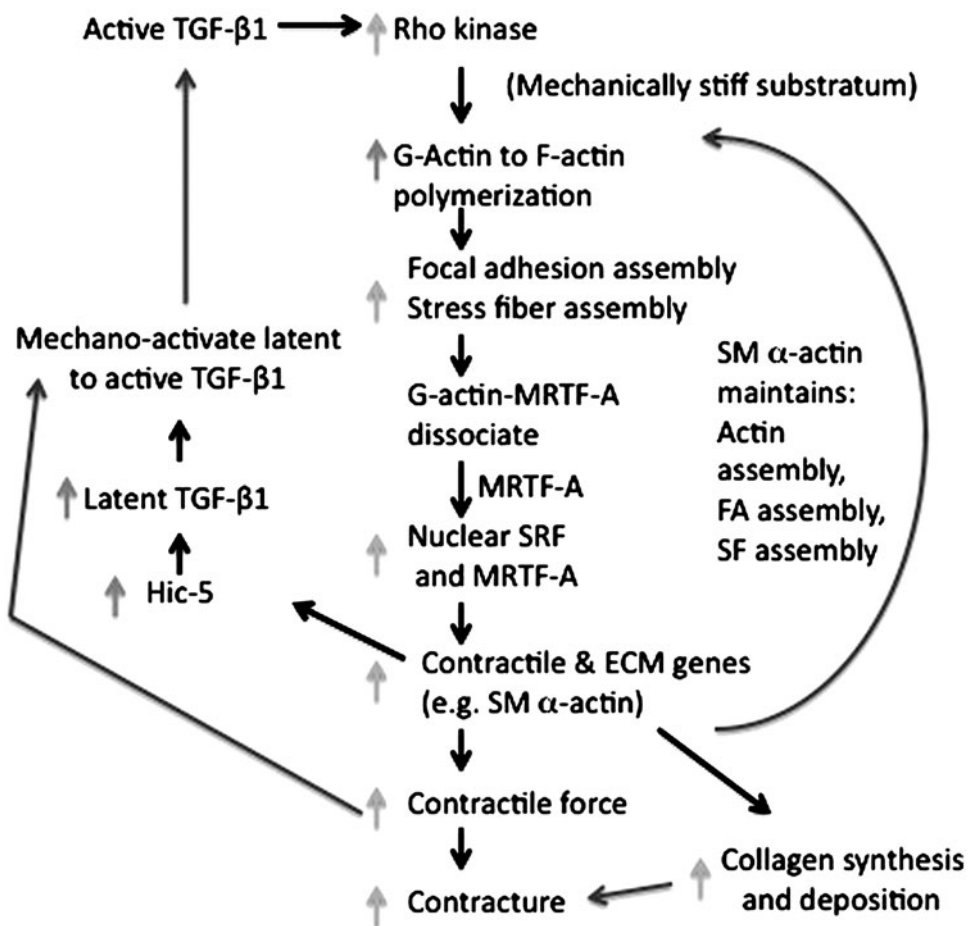 Active TGF-β1
Rho kinase
(Mechanically stiff substratum)
G-Actin to F-actin
polymerization
Focal adhesion assembly
Stress fiber assembly
Mechano-activate latent
to active TGF-β1
SM α-actin
maintains:
Actin
assembly,
FA assembly,
SF assembly
G-actin-MRTF-A
dissociate
MRTF-A
Latent TGF-β1
Nuclear SRF
and MRTF-A
Hic-5
Contractile & ECM genes
(e.g. SM α-actin)
Contractile force
Collagen synthesis
and deposition
Contracture